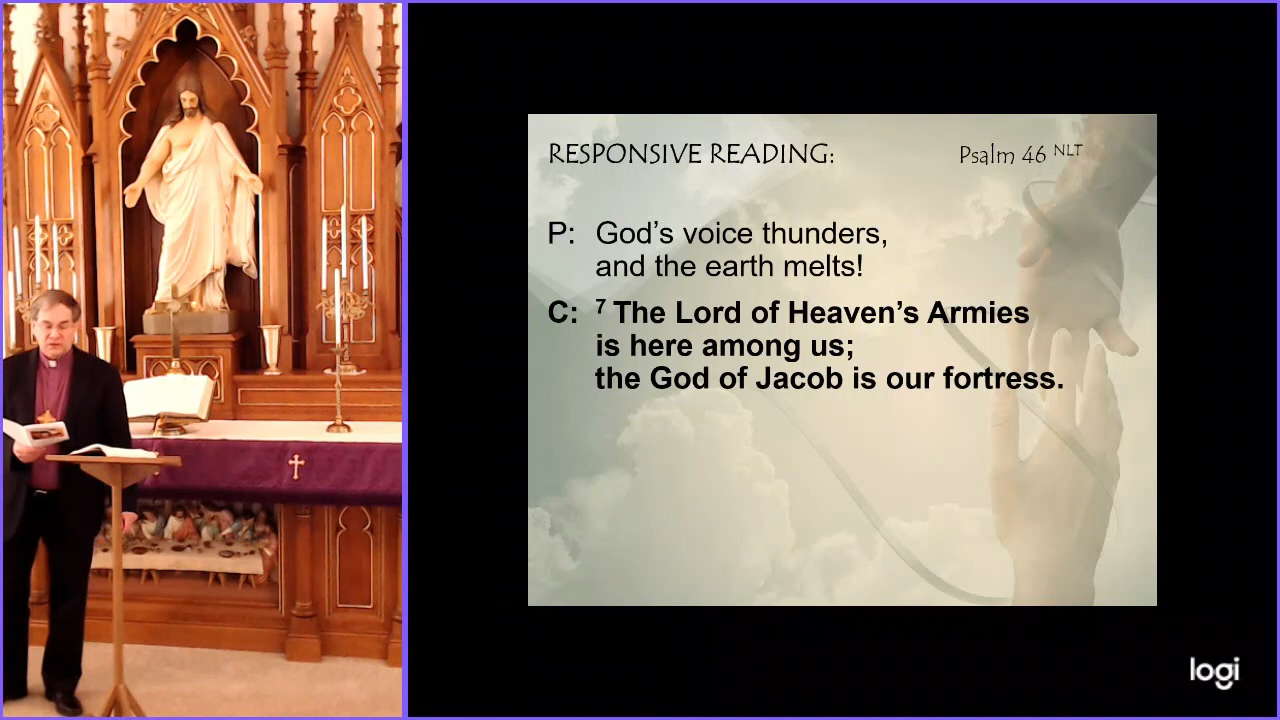 RESPONSIVE READING: Psalm 46 NLT
P: God’s voice thunders,
and the earth melts!
C: 7 The Lord of Heaven’s Armies
is here among us;
the God of Jacob is our fortress.
logi